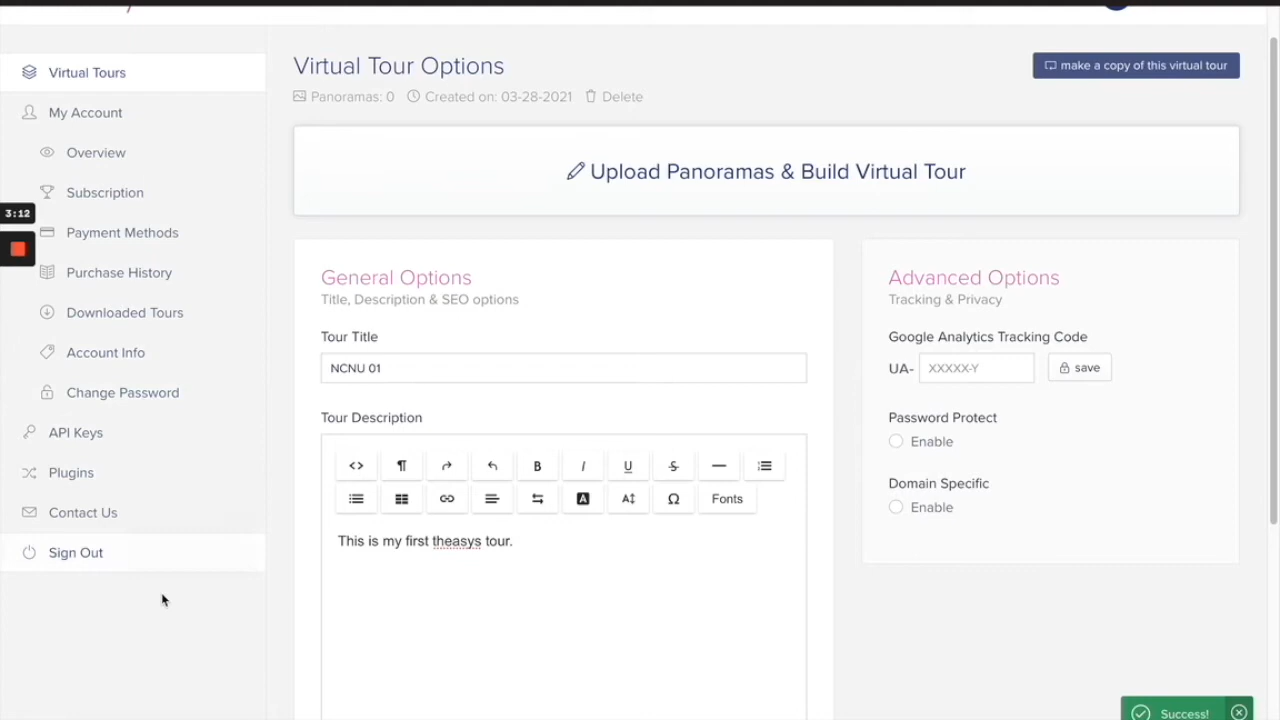 Virtual Tours
My Account
Overview
Subscription
3:12
Payment Methods
Purchase History
Downloaded Tours
Account Info
Change Password
API Keys
Plugins
Contact Us
Sign Out
Virtual Tour Options
make a copy of this virtual tour
Panoramas: 0 Created on: 03-28-2021 Delete
Upload Panoramas & Build Virtual Tour
General Options
Title, Description & SEO options
Tour Title
NCNU 01
Tour Description
Fonts
This is my first theasys tour.
Advanced Options
Tracking & Privacy
Google Analytics Tracking Code
UA- XXXXX-Y save
Password Protect
Enable
Domain Specific
Enable
Success!